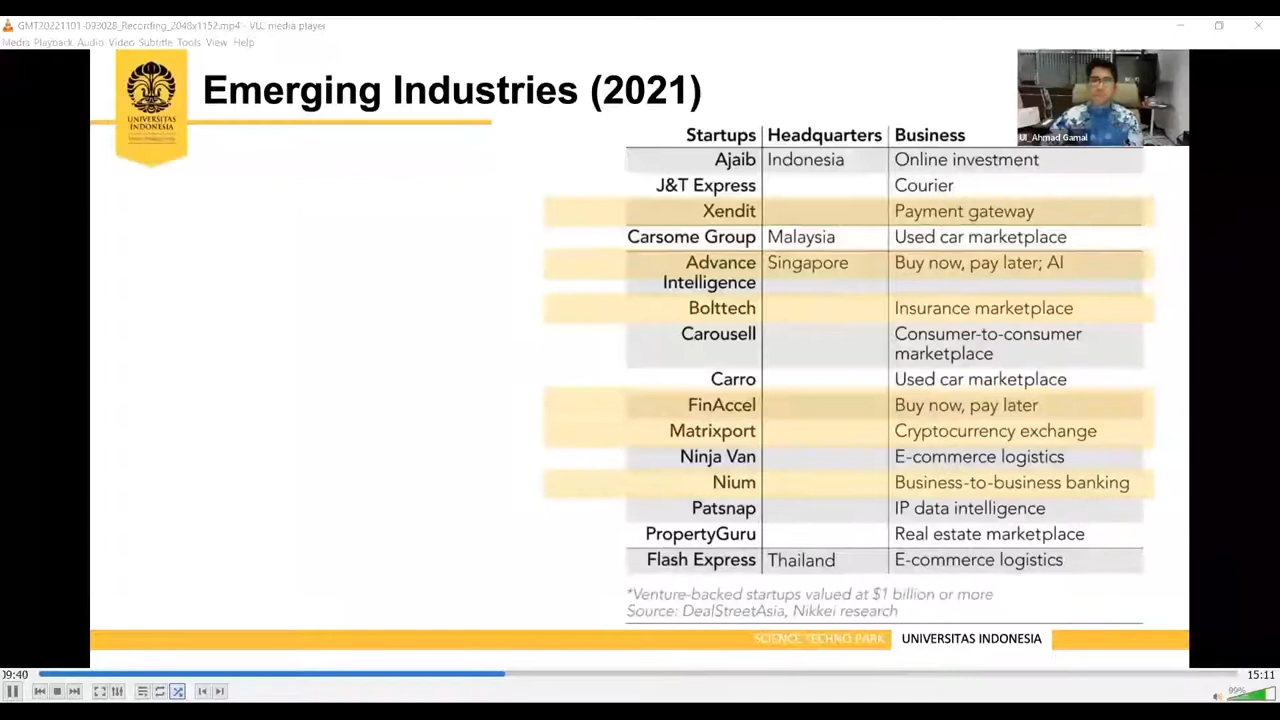 GMT20221101-093028_Recording_2048x1152.mp4 - VLC media player
Media Playback Audio Video Subtitle Tools View Help
UNIVERSITAS
INDONESIA
Emerging Industries (2021)
UI_Ahmad Gamal
Startups Headquarters Business
Ajaib Indonesia Online investment
J&T Express Courier
Xendit Payment gateway
Carsome Group Malaysia Used car marketplace
Advance Singapore Buy now, pay later; AI
Intelligence
Bolttech Insurance marketplace
Carousell Consumer-to-consumer
marketplace
Carro Used car marketplace
FinAccel Buy now, pay later
Matrixport Cryptocurrency exchange
Ninja Van E-commerce logistics
Nium Business-to-business banking
Patsnap IP data intelligence
PropertyGuru Real estate marketplace
Flash Express Thailand E-commerce logistics
*Venture-backed startups valued at $1 billion or more
Source: DealStreetAsia, Nikkei research
SCIENCE TECHNO PARK UNIVERSITAS INDONESIA
09:40 15:11
99%